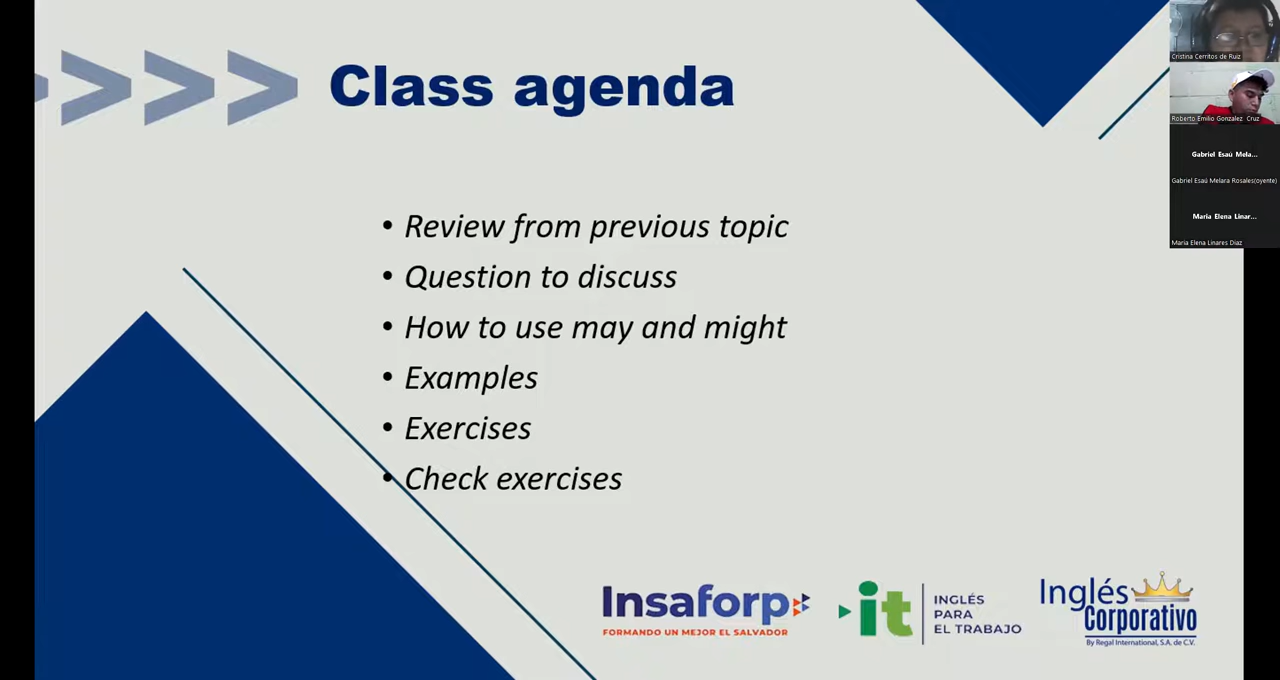 Class agenda
• Review from previous topic
• Question to discuss
• How to use may and might
• Examples
• Exercises
• Check exercises
Insaforp
FORMANDO UN MEJOR EL SALVADOR
it
INGLÉS
PARA
EL TRABAJO
Inglés
Corporativo
By Regal International, S.A. de C.V.
Cristina Cerritos de Ruiz
Roberto Emilio Gonzalez Cruz
Gabriel Esaú Mela...
Gabriel Esaú Melara Rosales(oyente)
Maria Elena Linar...
Maria Elena Linares Diaz